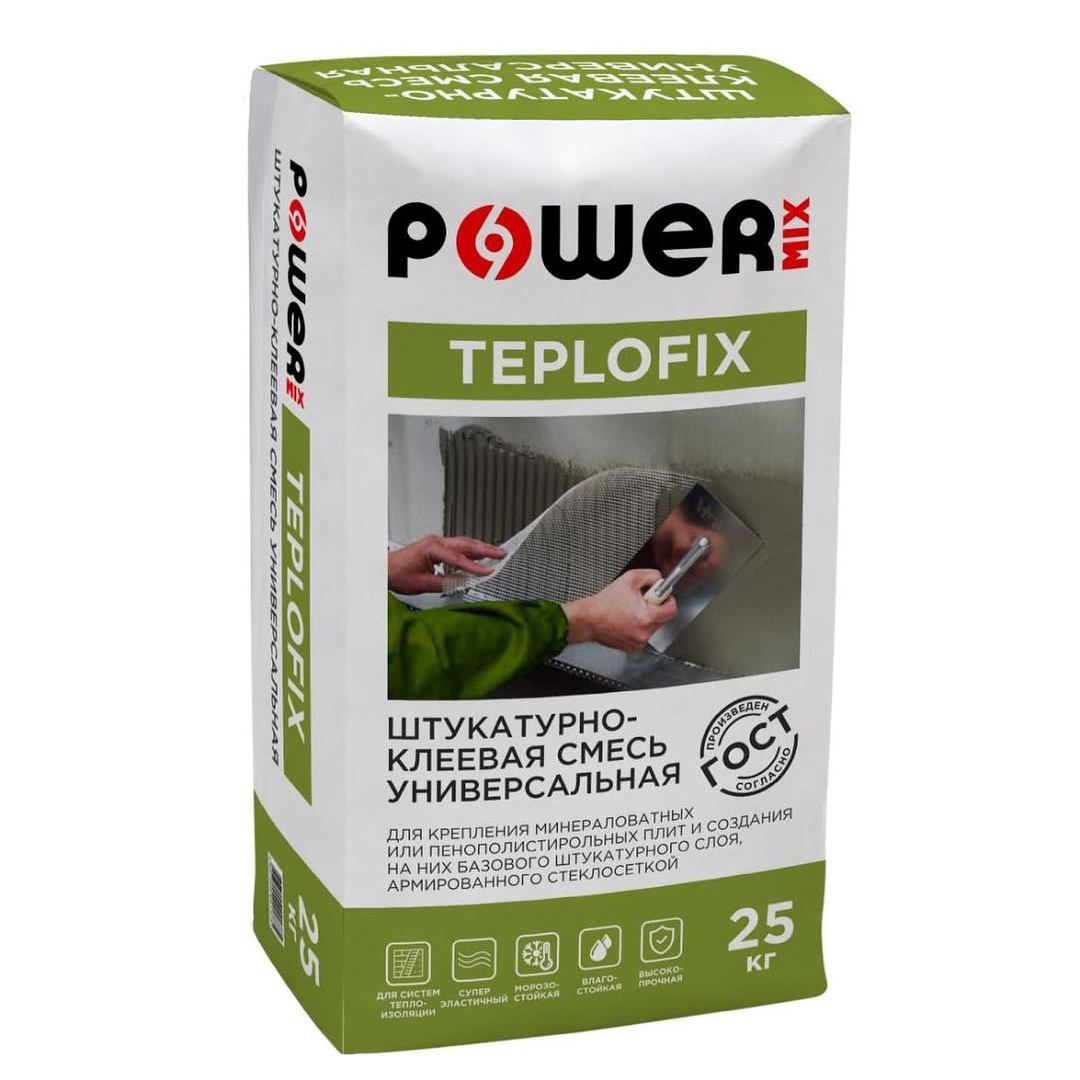 ШТУКАТУРНО-
КЛЕЕВАЯ СМЕСЬ
УНИВЕРСАЛЬНАЯ
POWER MIX
TEPLOFIX
ШТУКАТУРНО-
КЛЕЕВАЯ СМЕСЬ
УНИВЕРСАЛЬНАЯ
ПРОИЗВЕДЕН
ГОСТ
СОГЛАСНО
ДЛЯ КРЕПЛЕНИЯ МИНЕРАЛОВАТНЫХ
ИЛИ ПЕНОПОЛИСТИРОЛЬНЫХ ПЛИТ И СОЗДАНИЯ
НА НИХ БАЗОВОГО ШТУКАТУРНОГО СЛОЯ,
АРМИРОВАННОГО СТЕКЛОСЕТКОЙ
ДЛЯ СИСТЕМ
ТЕПЛО-
ИЗОЛЯЦИИ
СУПЕР
ЭЛАСТИЧНЫЙ
МОРОЗО-
СТОЙКАЯ
ВЛАГО-
СТОЙКАЯ
ВЫСОКО-
ПРОЧНАЯ
25
КГ
POWER MIX
TEPLOFIX
ШТУКАТУРНО-КЛЕЕВАЯ СМЕСЬ УНИВЕРСАЛЬНАЯ
25
КГ